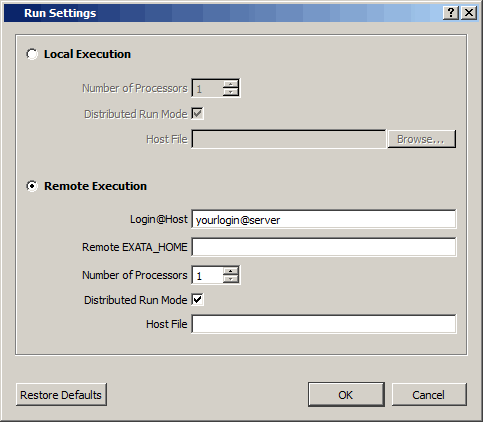 Run Settings
Local Execution
Number of Processors 1
Distributed Run Mode
Host File Browse...
Remote Execution
Login@Host yourlogin@server
Remote EXATA_HOME
Number of Processors 1
Distributed Run Mode
Host File
Restore Defaults OK Cancel